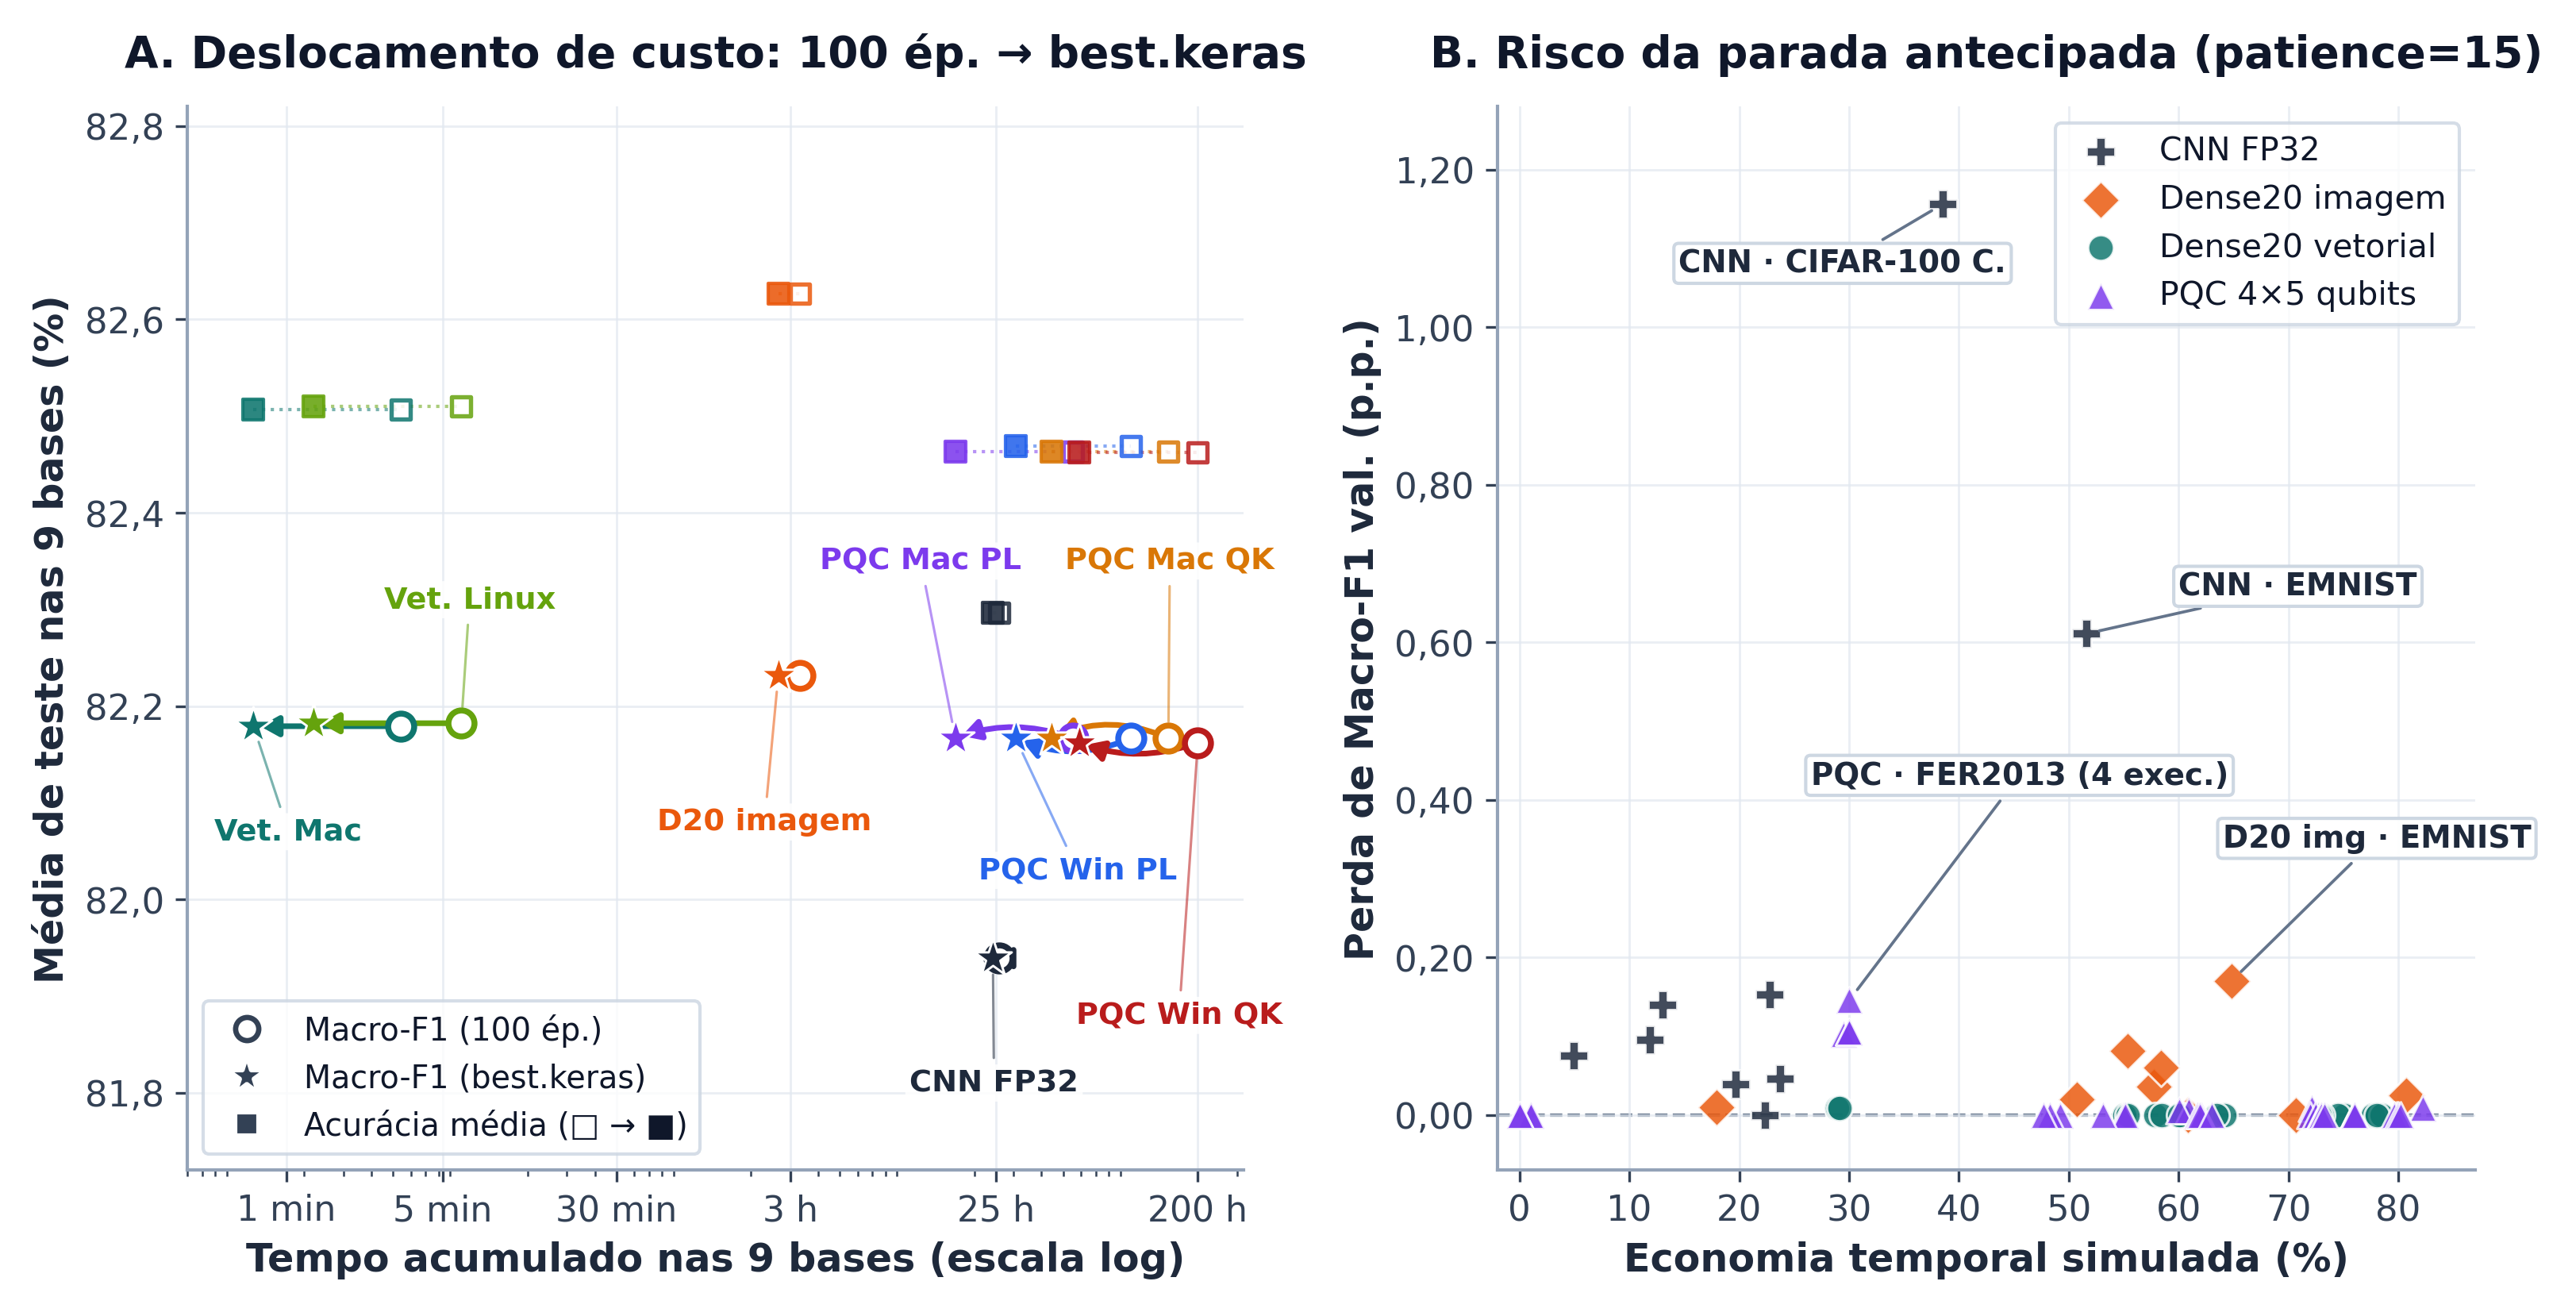 A. Deslocamento de custo: 100 ép. → best.keras
Média de teste nas 9 bases (%)
82,8
82,6
82,4
82,2
82,0
81,8
Vet. Linux
Vet. Mac
D20 imagem
PQC Mac PL
PQC Mac QK
PQC Win PL
PQC Win QK
CNN FP32
Macro-F1 (100 ép.)
Macro-F1 (best.keras)
Acurácia média (□ → ■)
1 min
5 min
30 min
3 h
25 h
200 h
Tempo acumulado nas 9 bases (escala log)
B. Risco da parada antecipada (patience=15)
Perda de Macro-F1 val. (p.p.)
1,20
1,00
0,80
0,60
0,40
0,20
0,00
CNN FP32
Dense20 imagem
Dense20 vetorial
PQC 4×5 qubits
CNN · CIFAR-100 C.
CNN · EMNIST
PQC · FER2013 (4 exec.)
D20 img · EMNIST
0
10
20
30
40
50
60
70
80
Economia temporal simulada (%)